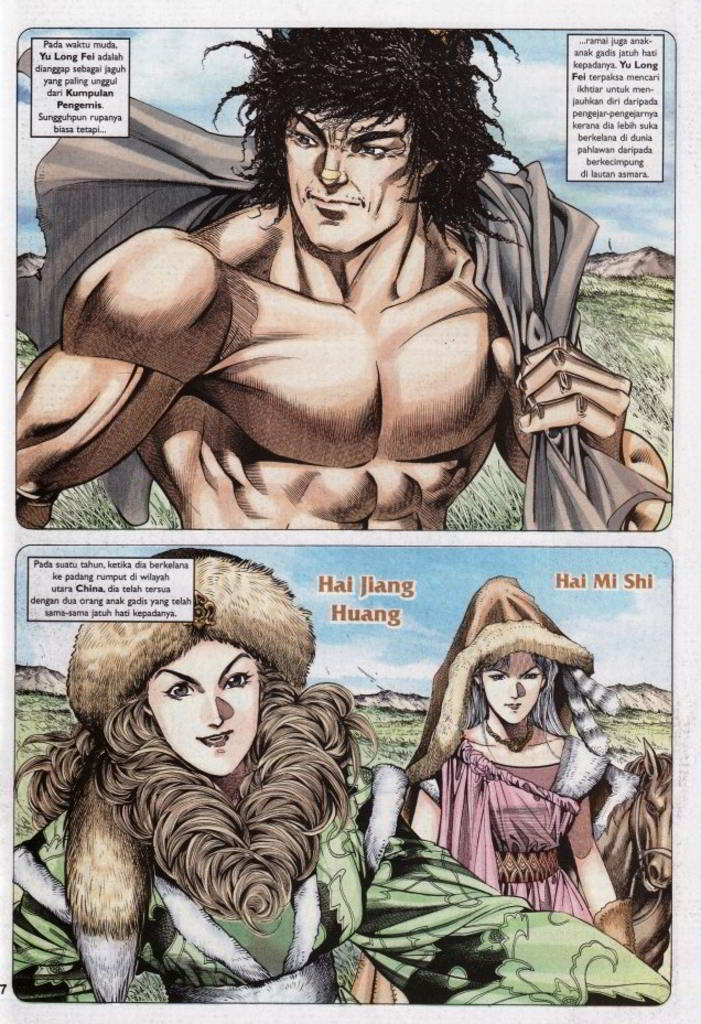 Pada waktu muda,
Yu Long Fei adalah
dianggap sebagai jaguh
yang paling unggul
dari Kumpulan
Pengemis.
Sungguhpun rupanya
biasa tetapi...
...ramai juga anak-
anak gadis jatuh hati
kepadanya. Yu Long
Fei terpaksa mencari
ikhtiar untuk men-
jauhkan diri daripada
pengejar-pengejarnya
kerana dia lebih suka
berkelana di dunia
pahlawan daripada
berkecimpung
di lautan asmara.
Pada suatu tahun, ketika dia berkelana
ke padang rumput di wilayah
utara China, dia telah tersua
dengan dua orang anak gadis yang telah
sama-sama jatuh hati kepadanya.
Hai Jiang
Huang
Hai Mi Shi
7